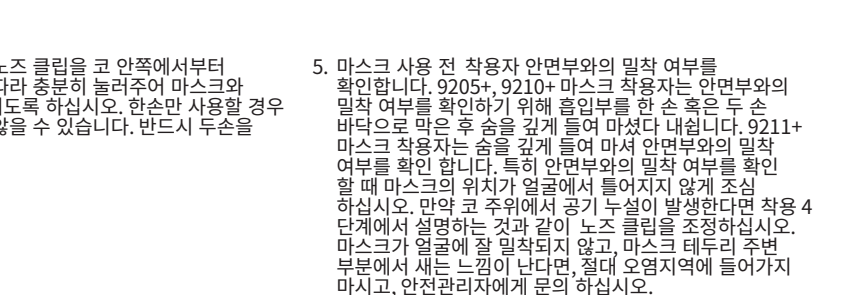 노즈 클립을 코 안쪽에서부터
따라 충분히 눌러주어 마스크와
하십시오. 한손만 사용할 경우
않을 수 있습니다. 반드시 두손을
5. 마스크 사용 전 착용자 안면부와의 밀착 여부를
확인합니다. 9205+, 9210+ 마스크 착용자는 안면부와의
밀착 여부를 확인하기 위해 흡입부를 한 손 혹은 두 손
바닥으로 막은 후 숨을 깊게 들여 마셨다 내쉽니다. 9211+
마스크 착용자는 숨을 깊게 들여 마셔 안면부와의 밀착
여부를 확인 합니다. 특히 안면부와의 밀착 여부를 확인
할 때 마스크의 위치가 얼굴에서 틀어지지 않게 조심
하십시오. 만약 코 주위에서 공기 누설이 발생한다면 착용 4
단계에서 설명하는 것과 같이 노즈 클립을 조정하십시오.
마스크가 얼굴에 잘 밀착되지 않고, 마스크 테두리 주변
부분에서 새는 느낌이 난다면, 절대 오염지역에 들어가지
마시고, 안전관리자에게 문의 하십시오.